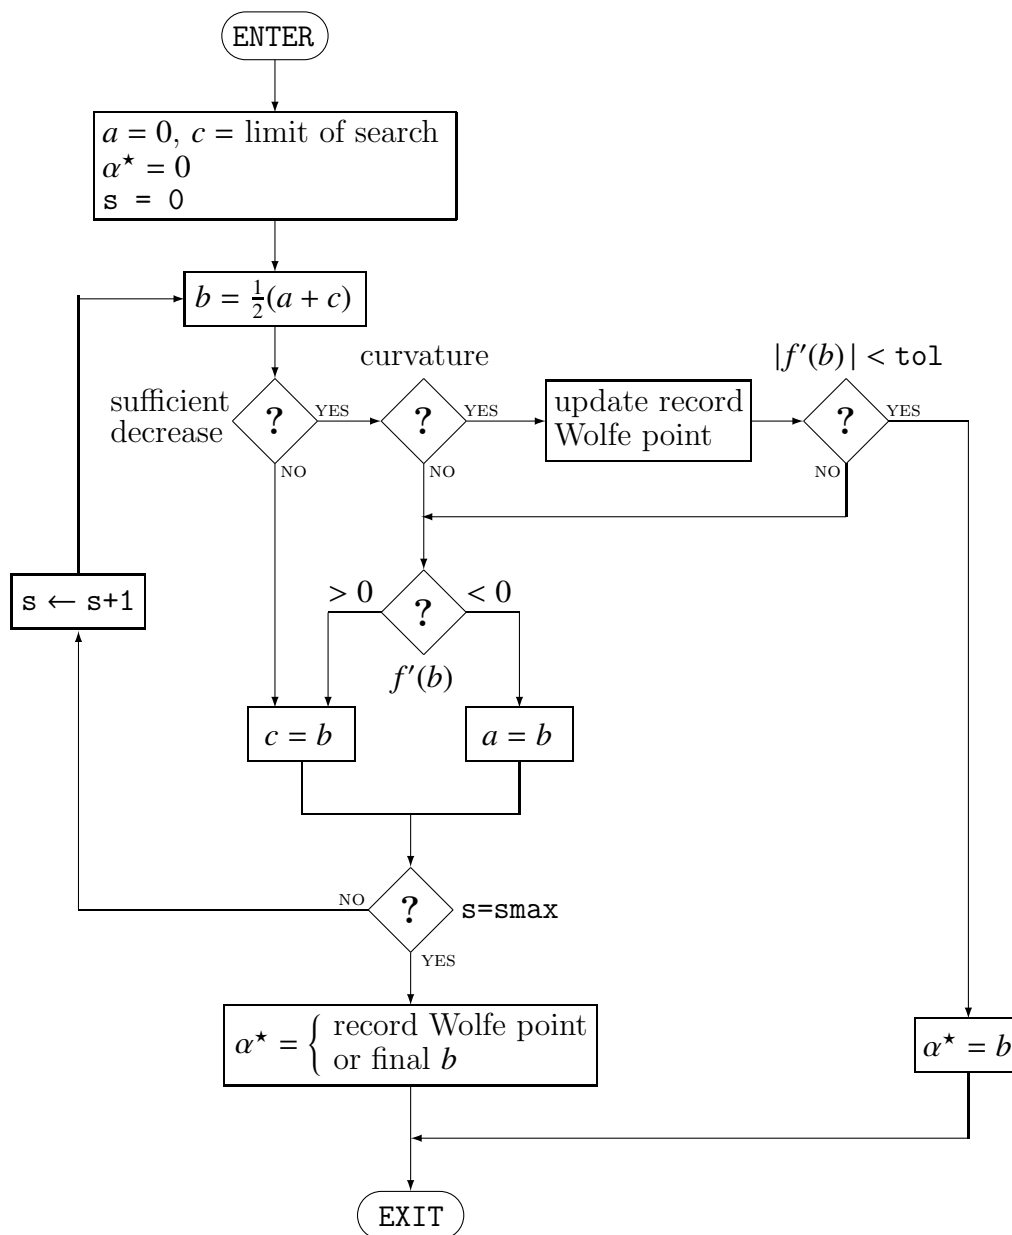 ENTER
a = 0, c = limit of search
α⋆ = 0
s = 0
b = ½(a + c)
curvature
|f′(b)| < tol
sufficient
decrease
?
YES
?
YES
update record
Wolfe point
?
YES
NO
NO
NO
s ← s+1
> 0
?
< 0
f′(b)
c = b
a = b
NO
?
s=smax
YES
α⋆ = { record Wolfe point
or final b
α⋆ = b
EXIT